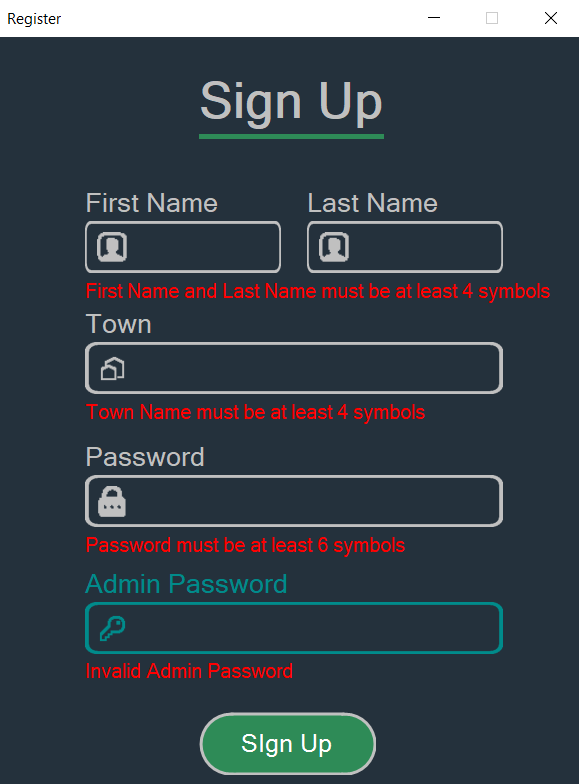 Register
Sign Up
First Name Last Name
First Name and Last Name must be at least 4 symbols
Town
Town Name must be at least 4 symbols
Password
Password must be at least 6 symbols
Admin Password
Invalid Admin Password
SIgn Up